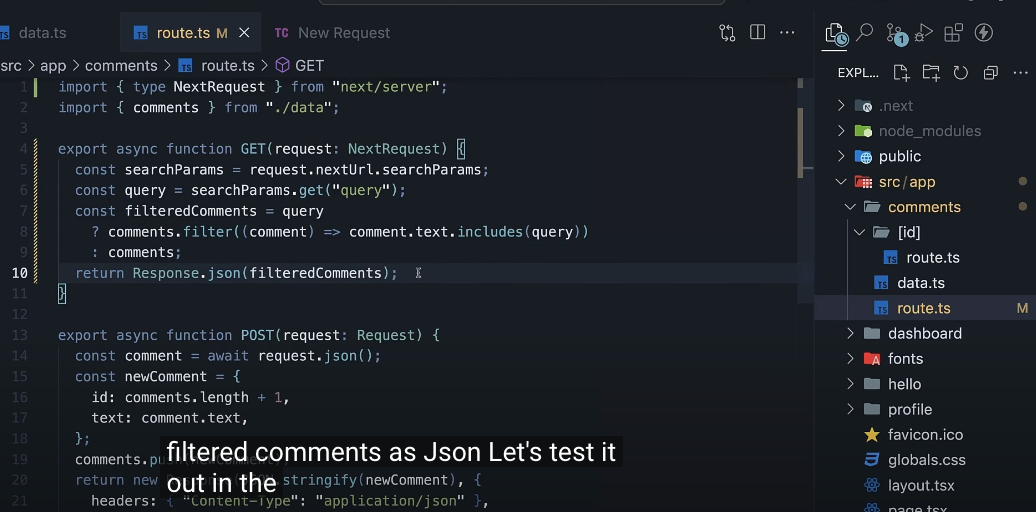 data.ts
route.ts M
New Request
src > app > comments > route.ts > GET
1 import { type NextRequest } from "next/server";
2 import { comments } from "./data";
3
4 export async function GET(request: NextRequest) {
5 const searchParams = request.nextUrl.searchParams;
6 const query = searchParams.get("query");
7 const filteredComments = query
8 ? comments.filter((comment) => comment.text.includes(query))
9 : comments;
10 return Response.json(filteredComments);
11 }
12
13 export async function POST(request: Request) {
14 const comment = await request.json();
15 const newComment = {
16 id: comments.length + 1,
17 text: comment.text,
18 };
19 comments.
20 return new .stringify(newComment), {
21 headers: { "Content-Type": "application/json" },
filtered comments as Json Let's test it
out in the
EXPL...
1
.next
node_modules
public
src/app
comments
[id]
route.ts
data.ts
route.ts M
dashboard
fonts
hello
profile
favicon.ico
globals.css
layout.tsx
page.tsx